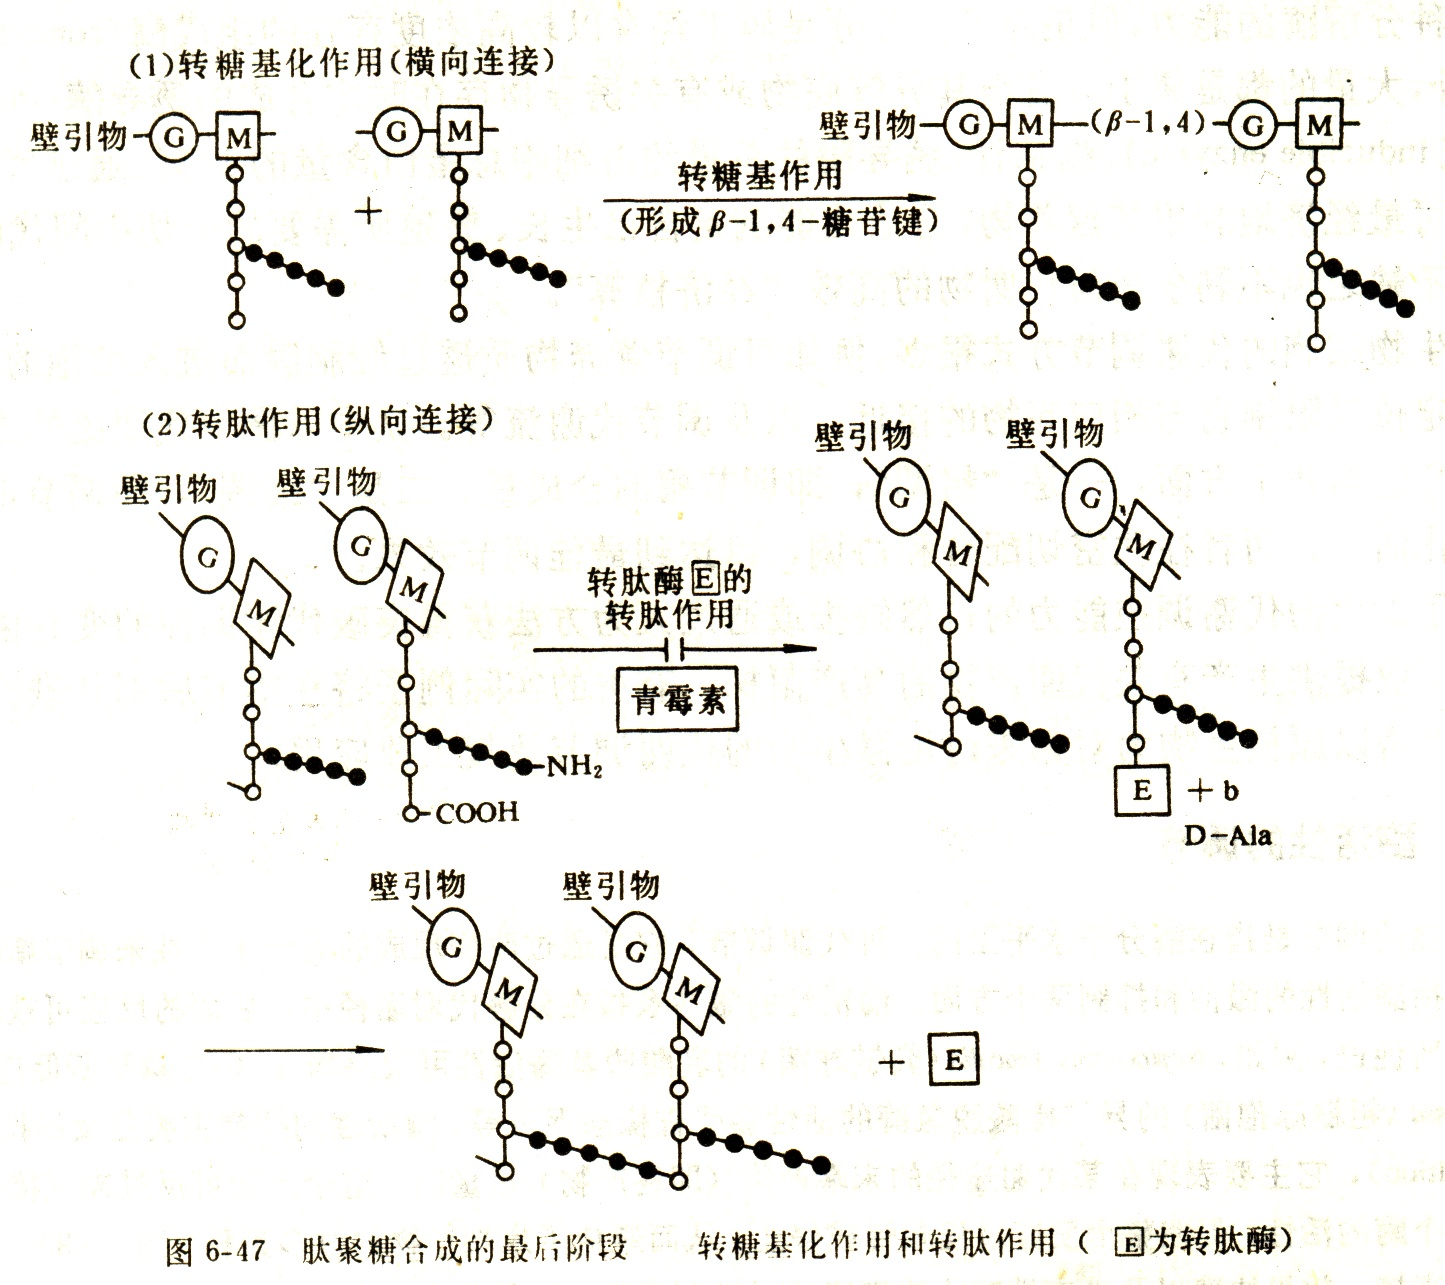 (1)转糖基化作用(横向连接)
壁引物 G M G M
+
转糖基作用
(形成β-1,4-糖苷键)
壁引物 G M (β-1,4) G M
(2)转肽作用(纵向连接)
壁引物 壁引物
G M G M
NH₂
COOH
转肽酶E的
转肽作用
青霉素
壁引物 壁引物
G M G M
E + b
D-Ala
壁引物 壁引物
G M G M
+ E
图 6-47 肽聚糖合成的最后阶段 转糖基化作用和转肽作用( E为转肽酶)